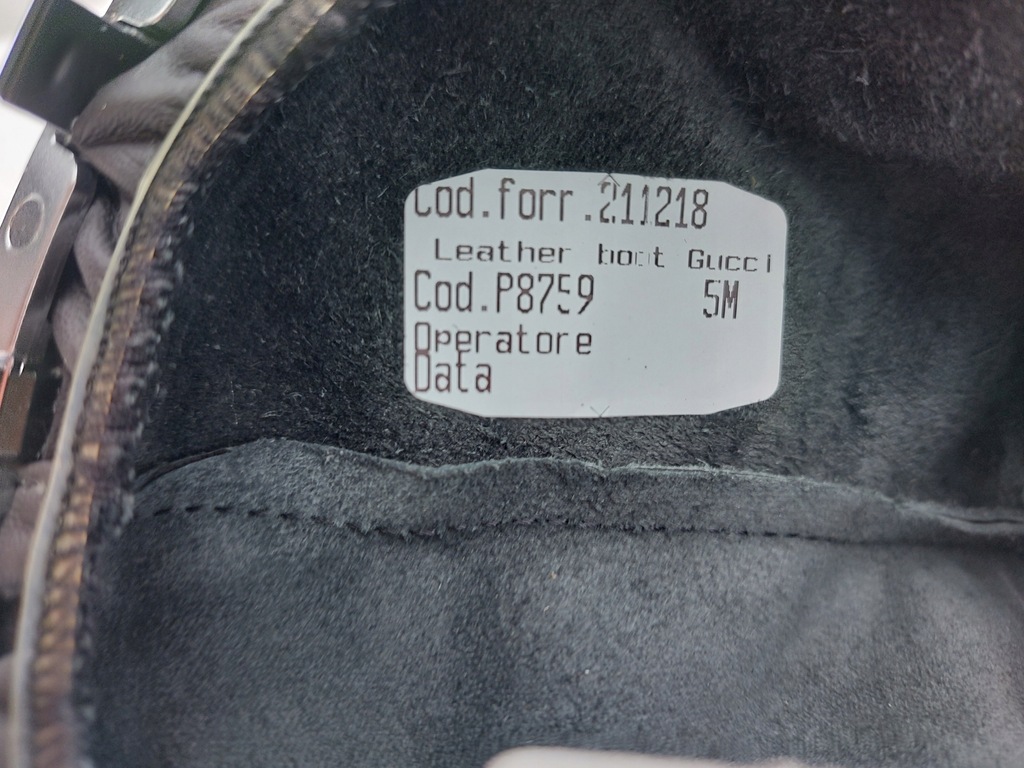 Cod.forr.211218
Leather boot Gucci
Cod.P8759 5M
Operatore
Data